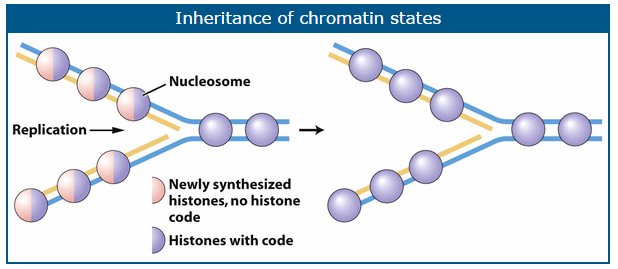 Inheritance of chromatin states
Nucleosome
Replication
Newly synthesized
histones, no histone
code
Histones with code